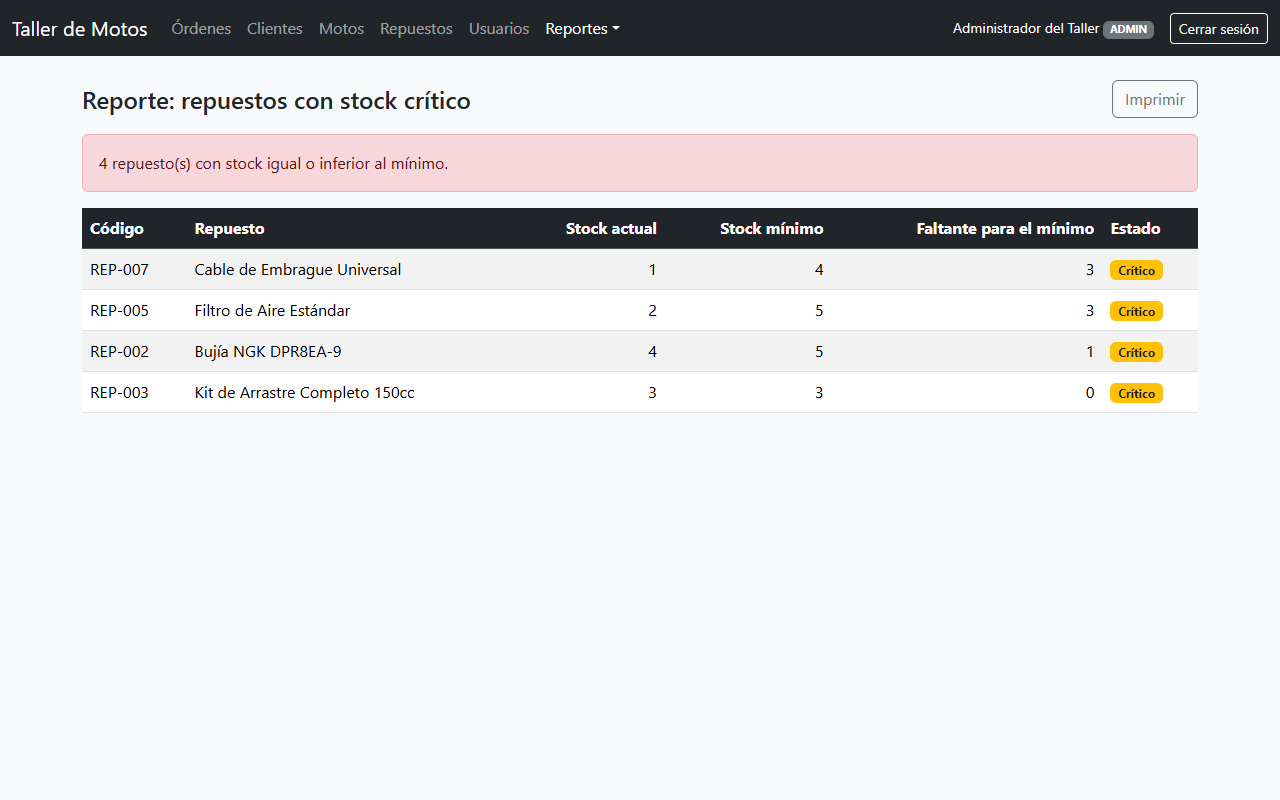 Taller de Motos Órdenes Clientes Motos Repuestos Usuarios Reportes Administrador del Taller ADMIN Cerrar sesión
Reporte: repuestos con stock crítico Imprimir
4 repuesto(s) con stock igual o inferior al mínimo.
Código Repuesto Stock actual Stock mínimo Faltante para el mínimo Estado
REP-007 Cable de Embrague Universal 1 4 3 Crítico
REP-005 Filtro de Aire Estándar 2 5 3 Crítico
REP-002 Bujía NGK DPR8EA-9 4 5 1 Crítico
REP-003 Kit de Arrastre Completo 150cc 3 3 0 Crítico